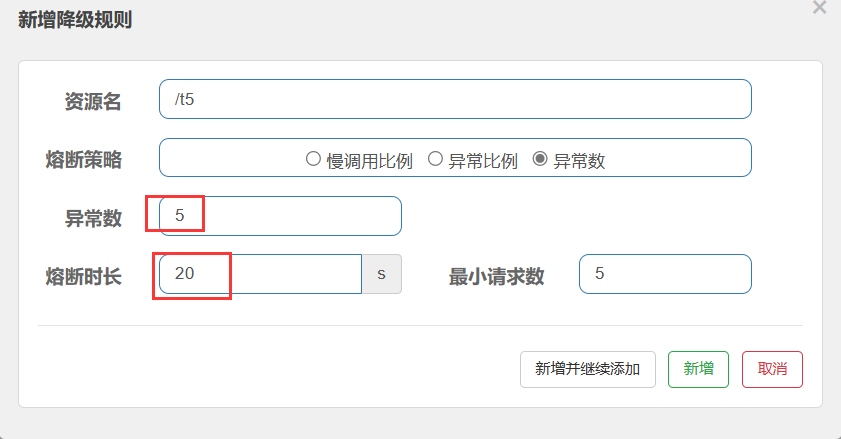 新增降级规则
资源名 /t5
熔断策略 慢调用比例 异常比例 异常数
异常数 5
熔断时长 20 s 最小请求数 5
新增并继续添加 新增 取消